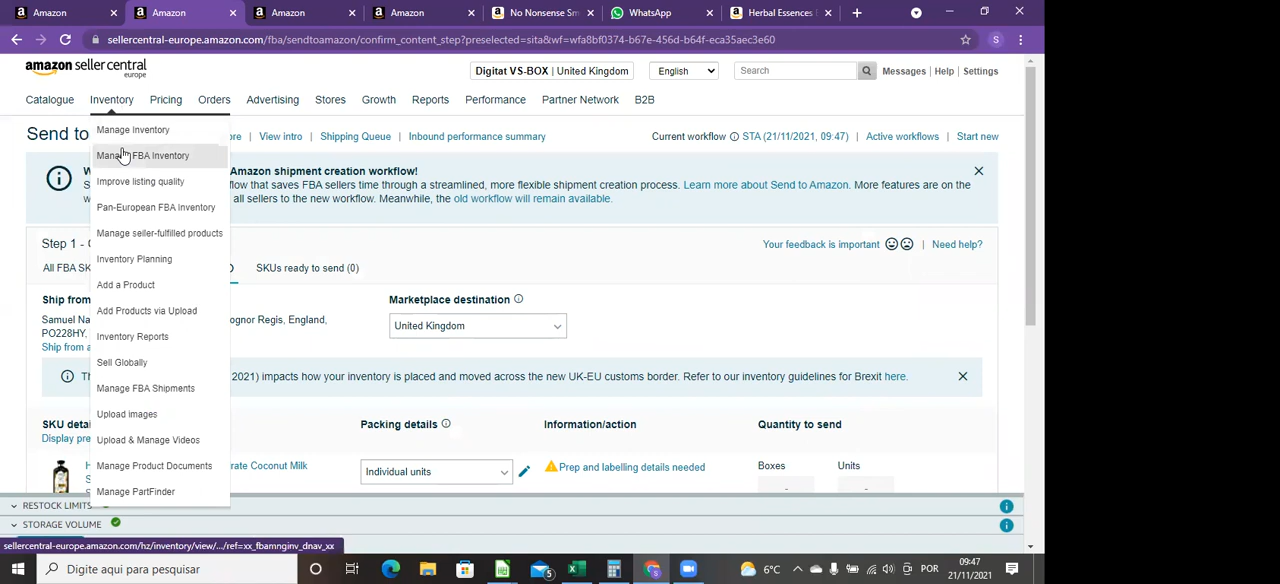 Amazon
Amazon
Amazon
Amazon
No Nonsense Sm
WhatsApp
Herbal Essences
sellercentral-europe.amazon.com/fba/sendtoamazon/confirm_content_step?preselected=sita&wf=wfa8bf0374-b67e-456d-b64f-eca35aec3e60
S
amazon seller central
europe
Digitat VS-BOX | United Kingdom
English
Search
Messages | Help | Settings
Catalogue Inventory Pricing Orders Advertising Stores Growth Reports Performance Partner Network B2B
Send to
ore | View intro | Shipping Queue | Inbound performance summary
Current workflow STA (21/11/2021, 09:47) | Active workflows | Start new
Manage Inventory
Manage FBA Inventory
Improve listing quality
Pan-European FBA Inventory
Manage seller-fulfilled products
Inventory Planning
Add a Product
Add Products via Upload
Inventory Reports
Sell Globally
Manage FBA Shipments
Upload images
Upload & Manage Videos
Manage Product Documents
Manage PartFinder
Amazon shipment creation workflow!
flow that saves FBA sellers time through a streamlined, more flexible shipment creation process. Learn more about Send to Amazon. More features are on the
all sellers to the new workflow. Meanwhile, the old workflow will remain available.
Step 1 -
Your feedback is important | Need help?
All FBA SK
SKUs ready to send (0)
Ship from
Marketplace destination
Samuel Na
ognor Regis, England,
PO228HY,
United Kingdom
Ship from a
2021) impacts how your inventory is placed and moved across the new UK-EU customs border. Refer to our inventory guidelines for Brexit here.
SKU detai
Packing details
Information/action
Quantity to send
Display pre
H
rate Coconut Milk
S
Individual units
Prep and labelling details needed
Boxes
Units
-
-
RESTOCK LIMITS
STORAGE VOLUME
sellercentral-europe.amazon.com/hz/inventory/view/.../ref=xx_fbamnginv_dnav_xx
Digite aqui para pesquisar
5
6°C
POR
09:47
21/11/2021